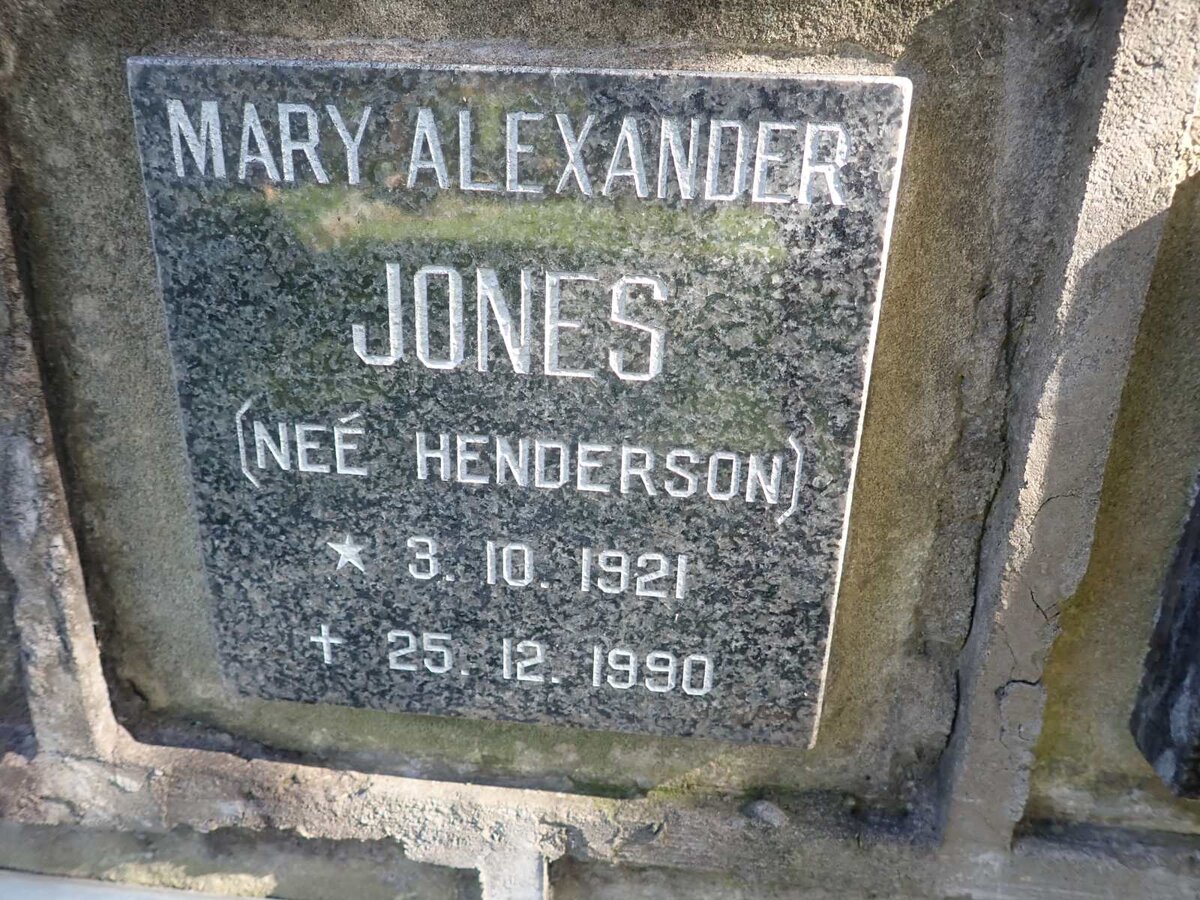 MARY ALEXANDER
JONES
(NEÉ HENDERSON)
★ 3. 10. 1921
✝ 25. 12. 1990